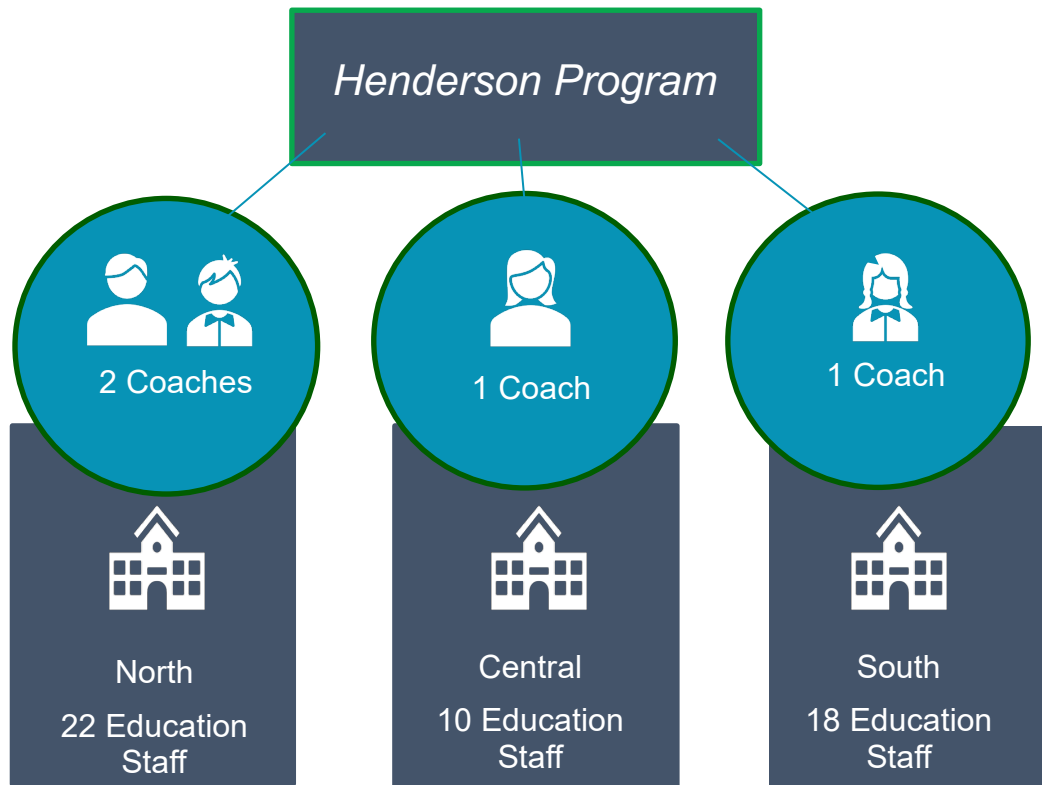 Henderson Program
2 Coaches
1 Coach
1 Coach
North
22 Education
Staff
Central
10 Education
Staff
South
18 Education
Staff